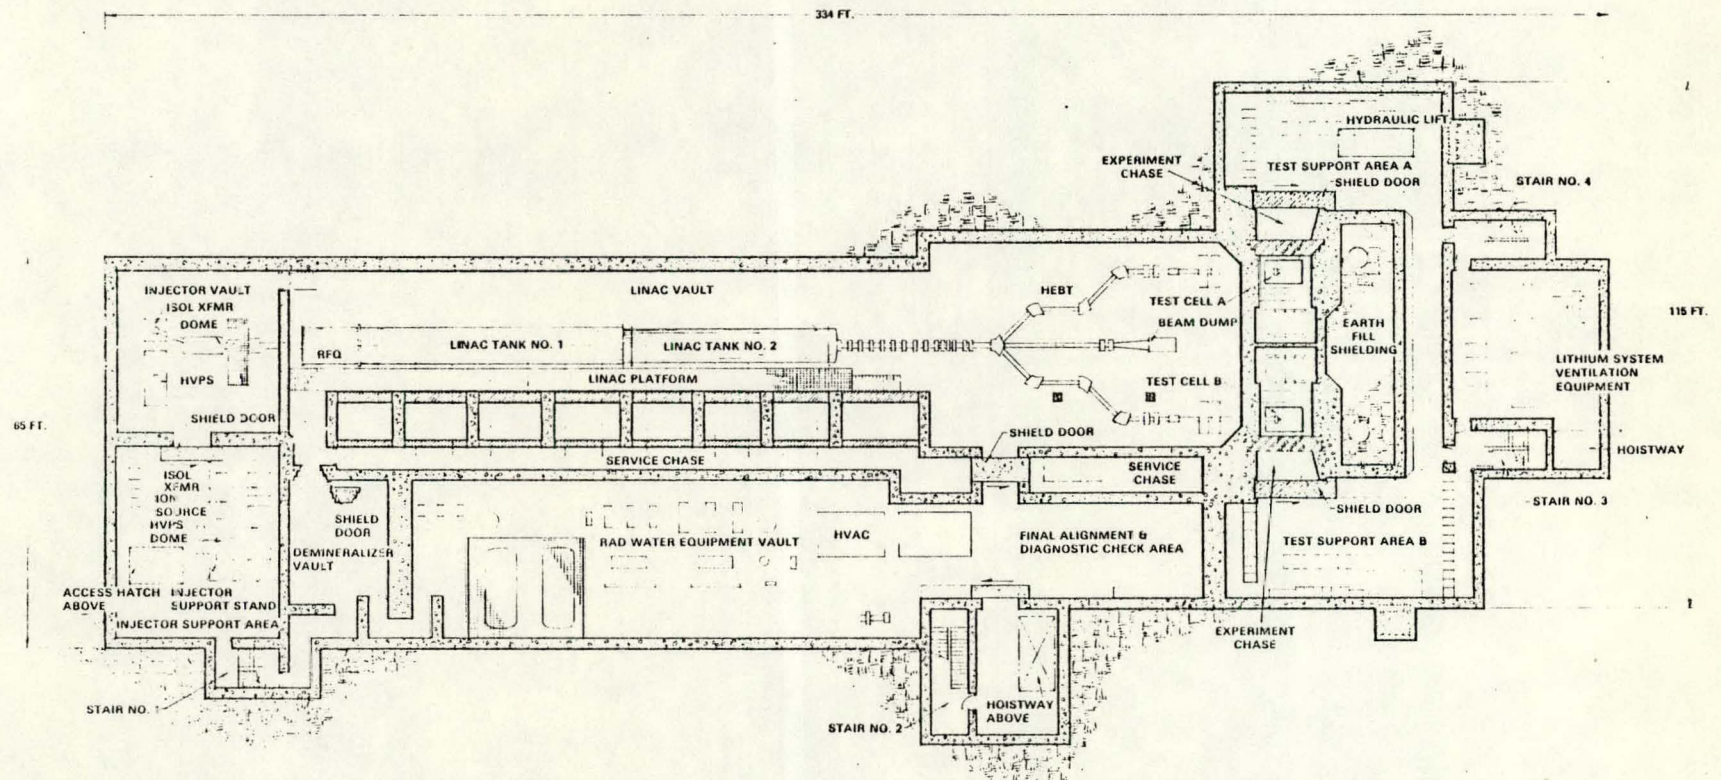 334 FT.
HYDRAULIC LIFT
EXPERIMENT
CHASE
TEST SUPPORT AREA A
SHIELD DOOR
STAIR NO. 4
INJECTOR VAULT
ISOL XFMR
DOME
HVPS
SHIELD DOOR
LINAC VAULT
HEBT
TEST CELL A
BEAM DUMP
EARTH
FILL
SHIELDING
115 FT.
RFQ
LINAC TANK NO. 1
LINAC TANK NO. 2
LINAC PLATFORM
TEST CELL B
LITHIUM SYSTEM
VENTILATION
EQUIPMENT
65 FT.
SHIELD DOOR
SERVICE CHASE
SERVICE
CHASE
HOISTWAY
ISOL
XFMR
ION
SOURCE
HVPS
DOME
SHIELD
DOOR
DEMINERALIZER
VAULT
RAD WATER EQUIPMENT VAULT
HVAC
FINAL ALIGNMENT &
DIAGNOSTIC CHECK AREA
SHIELD DOOR
STAIR NO. 3
TEST SUPPORT AREA B
ACCESS HATCH
ABOVE
INJECTOR
SUPPORT STAND
INJECTOR SUPPORT AREA
EXPERIMENT
CHASE
STAIR NO. 1
STAIR NO. 2
HOISTWAY
ABOVE